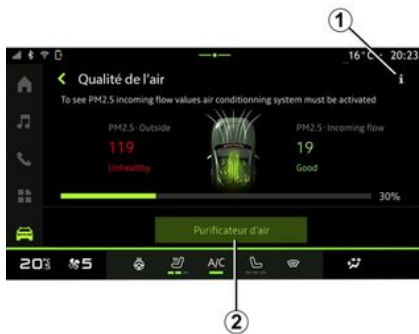 1
16°C - 20:23
Qualité de l'air
i
To see PM2.5 incoming flow values air conditionning system must be activated
PM2.5-Outside
119
Unhealthy
PM2.5-Incoming flow
19
Good
30%
Purificateur d'air
20 5 A/C
2